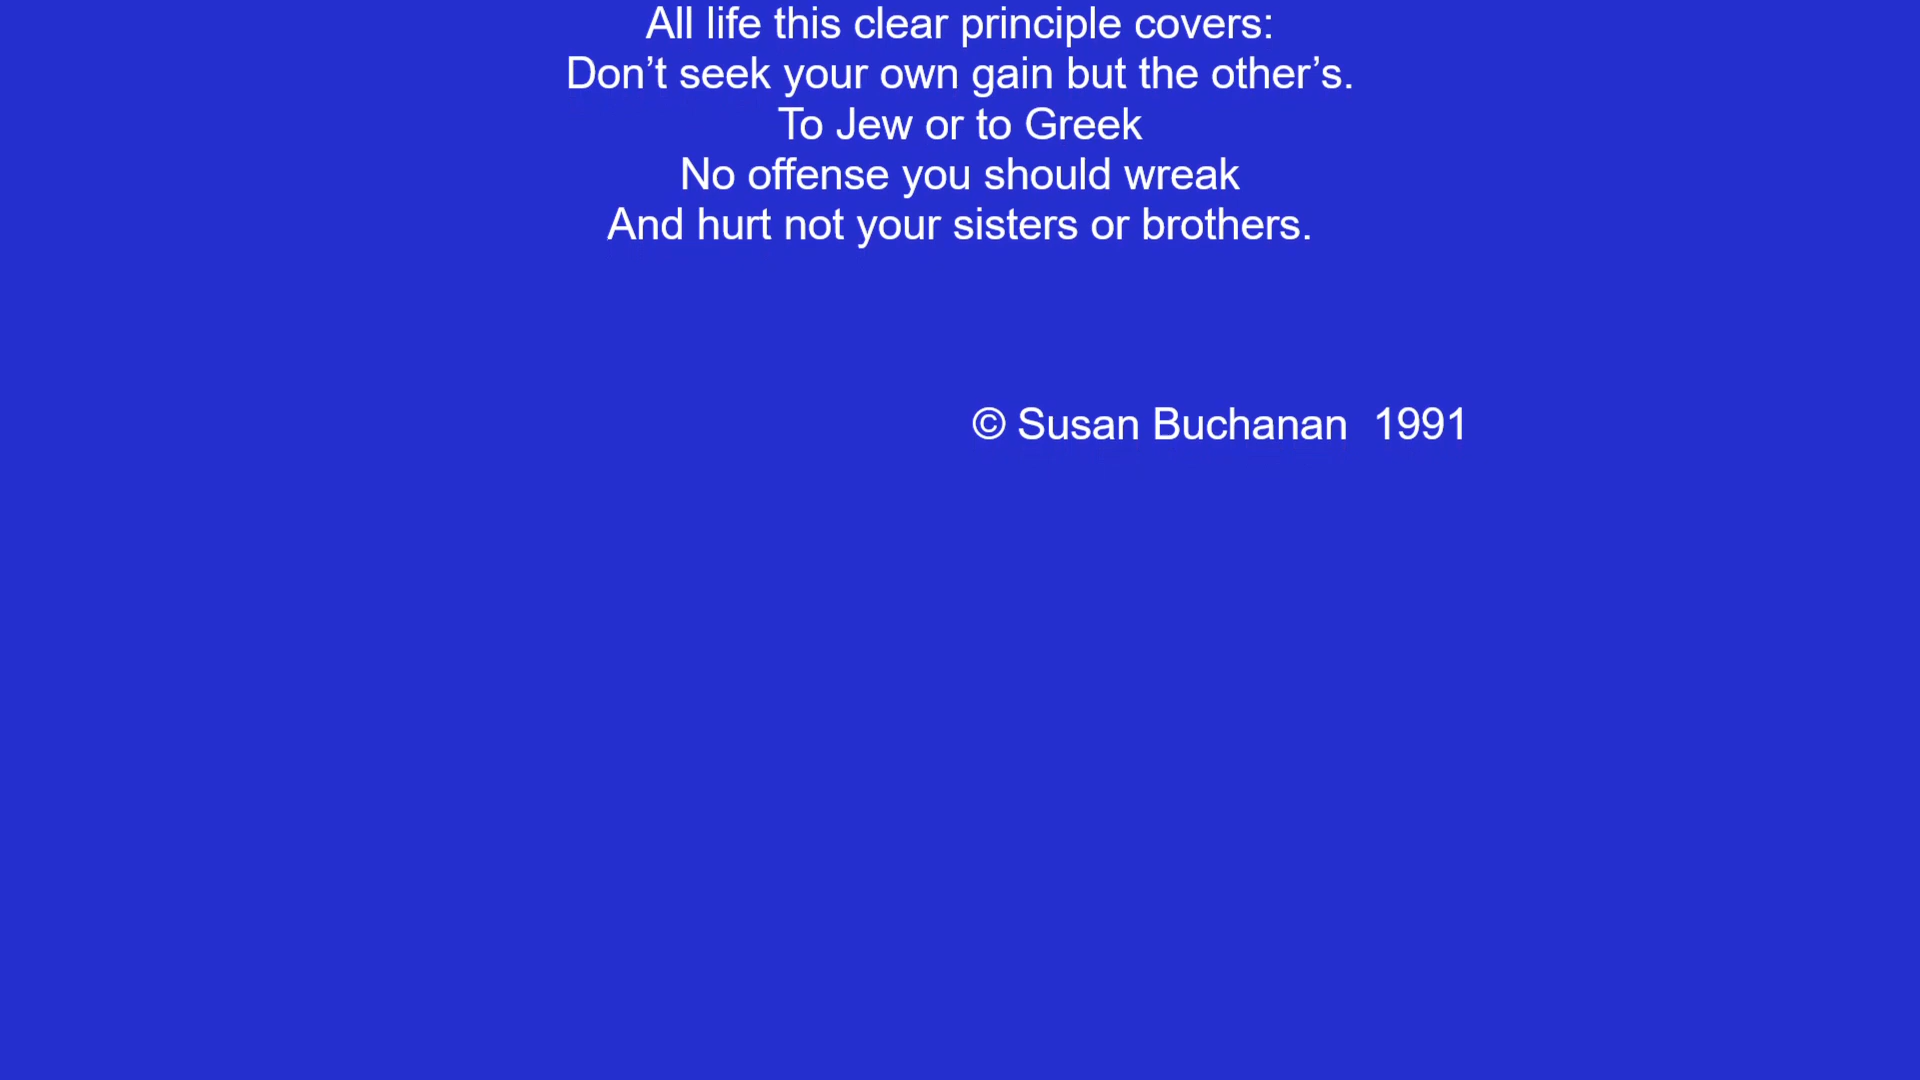 All life this clear principle covers:
Don’t seek your own gain but the other’s.
To Jew or to Greek
No offense you should wreak
And hurt not your sisters or brothers.
© Susan Buchanan  1991